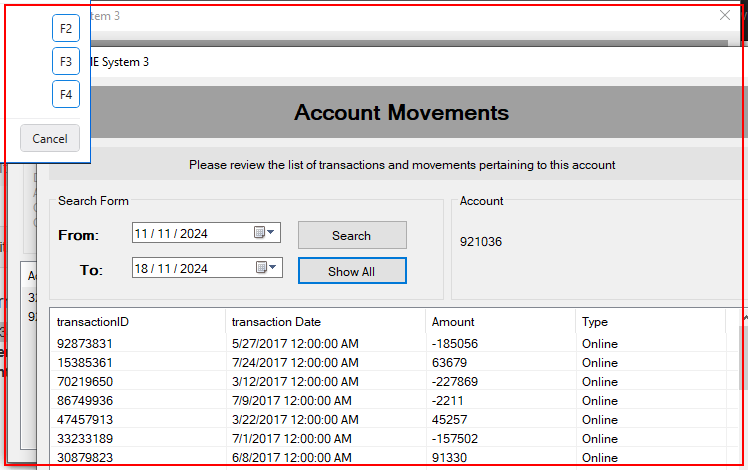 F2
F3
F4
Cancel
tem 3
IE System 3
Account Movements
Please review the list of transactions and movements pertaining to this account
Search Form
From:
11 / 11 / 2024
Search
To:
18 / 11 / 2024
Show All
Account
921036
transactionID transaction Date Amount Type
92873831 5/27/2017 12:00:00 AM -185056 Online
15385361 7/24/2017 12:00:00 AM 63679 Online
70219650 3/12/2017 12:00:00 AM -227869 Online
86749936 7/9/2017 12:00:00 AM -2211 Online
47457913 3/22/2017 12:00:00 AM 45257 Online
33233189 7/1/2017 12:00:00 AM -157502 Online
30879823 6/8/2017 12:00:00 AM 91330 Online